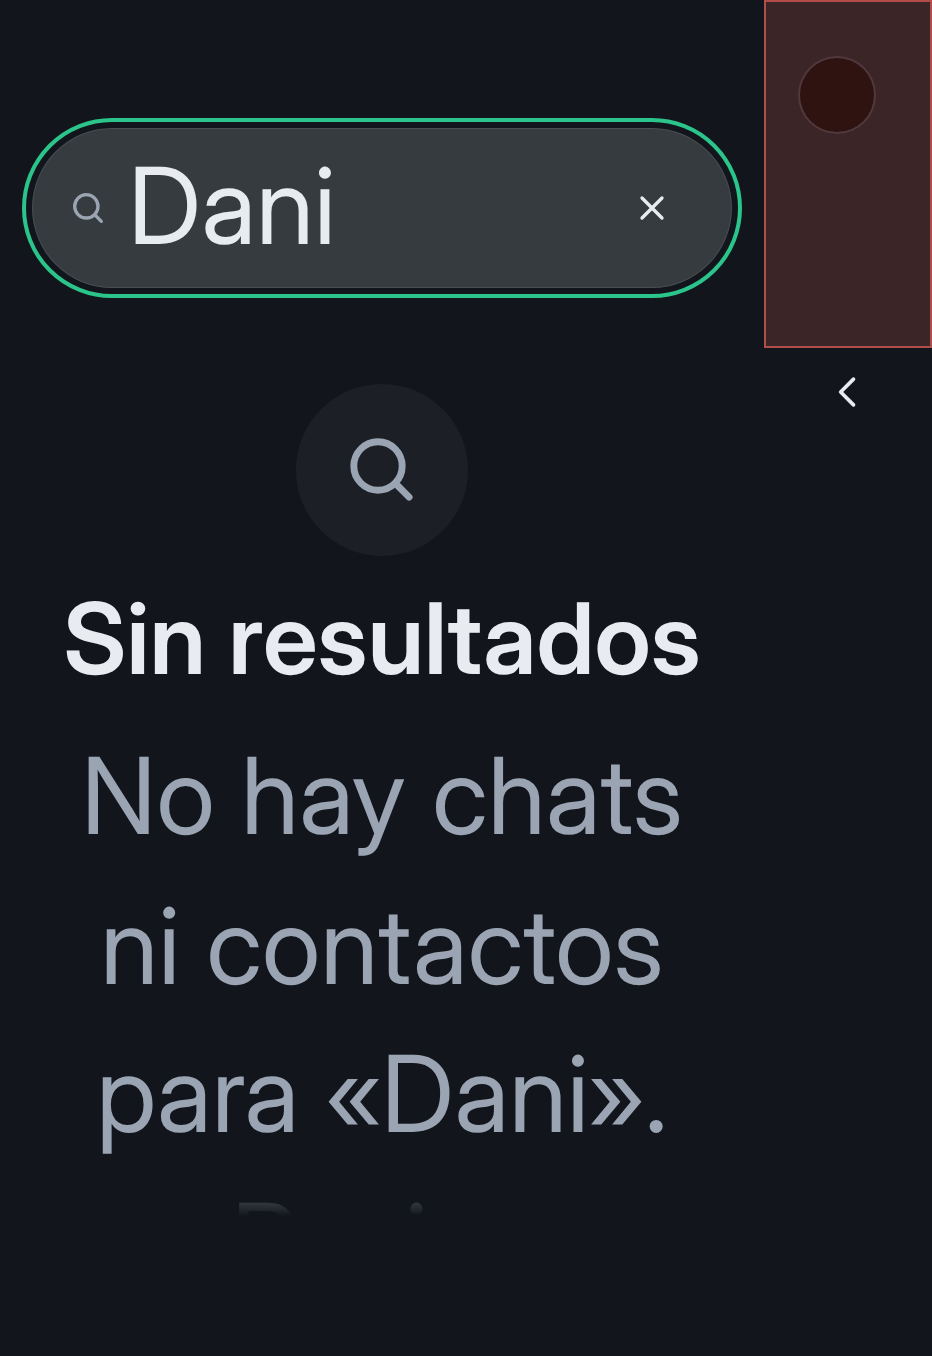 Dani
Sin resultados
No hay chats
ni contactos
para «Dani».